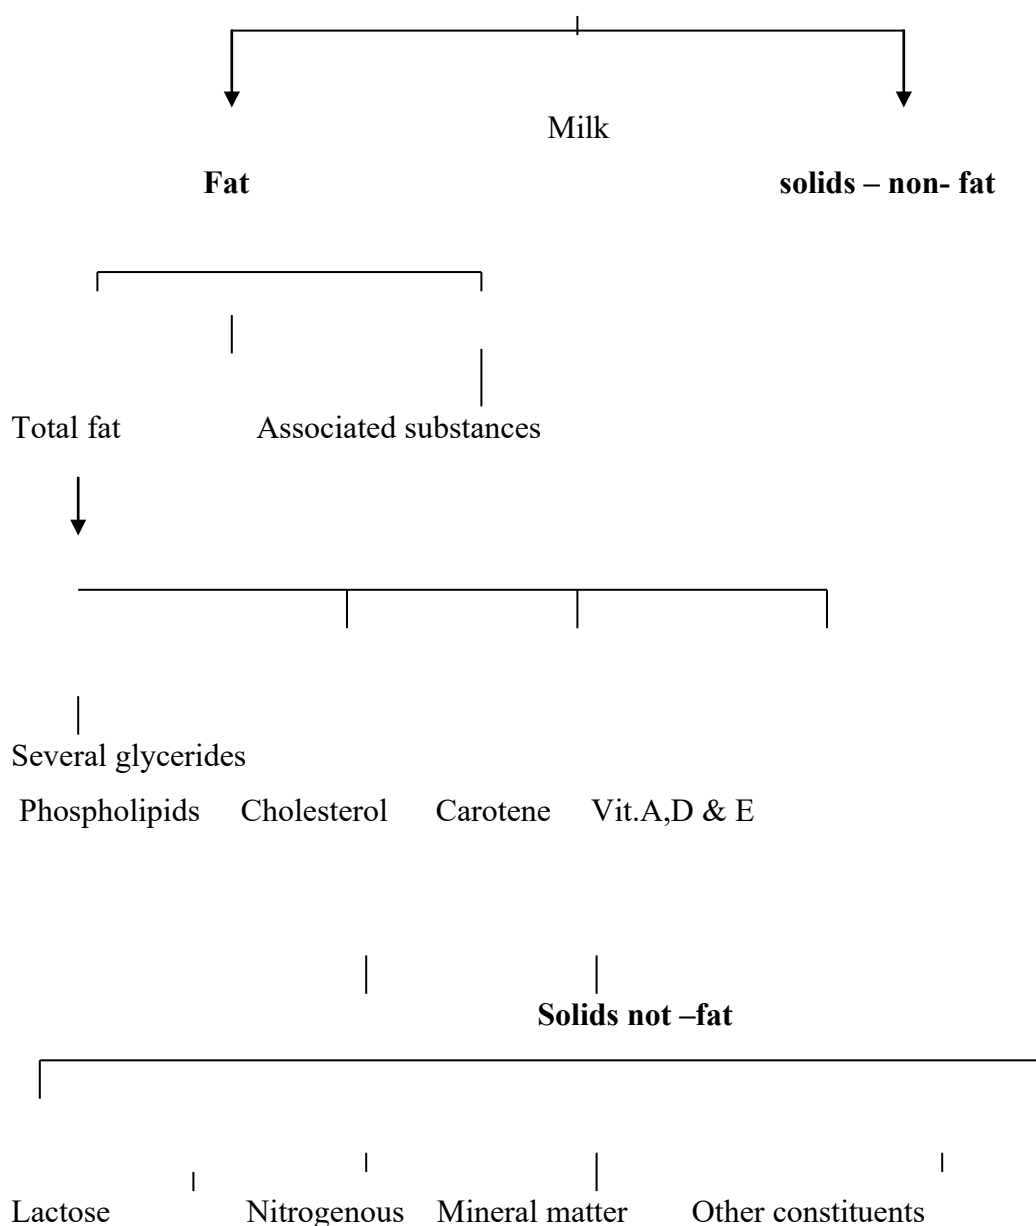 Milk
Fat solids – non- fat
Total fat Associated substances
Several glycerides
Phospholipids Cholesterol Carotene Vit.A,D & E
Solids not –fat
Lactose Nitrogenous Mineral matter Other constituents